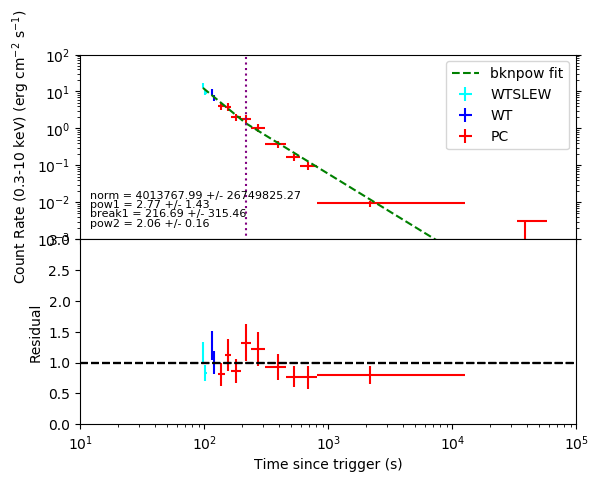 Count Rate (0.3-10 keV) (erg cm⁻² s⁻¹)
10²
10¹
10⁰
10⁻¹
10⁻²
10⁻³
bknpow fit
WTSLEW
WT
PC
norm = 4013767.99 +/- 26749825.27
pow1 = 2.77 +/- 1.43
break1 = 216.69 +/- 315.46
pow2 = 2.06 +/- 0.16
Residual
3.0
2.5
2.0
1.5
1.0
0.5
0.0
10¹ 10² 10³ 10⁴ 10⁵
Time since trigger (s)